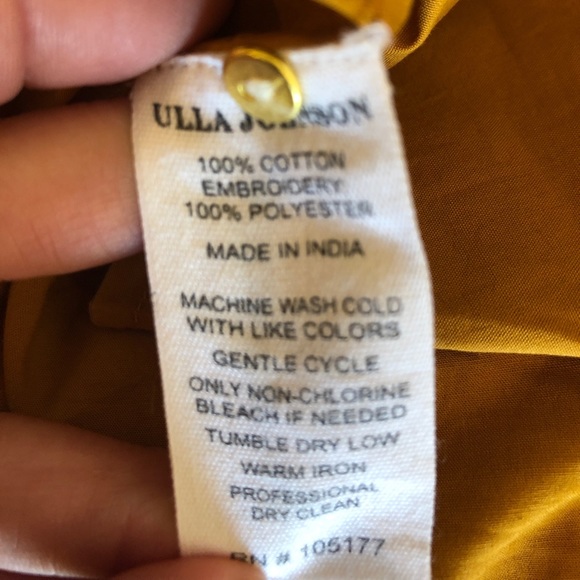 ULLA JOHNSON
100% COTTON
EMBROIDERY:
100% POLYESTER
MADE IN INDIA
MACHINE WASH COLD
WITH LIKE COLORS
GENTLE CYCLE
ONLY NON-CHLORINE
BLEACH IF NEEDED
TUMBLE DRY LOW
WARM IRON
PROFESSIONAL
DRY CLEAN
RN # 105177